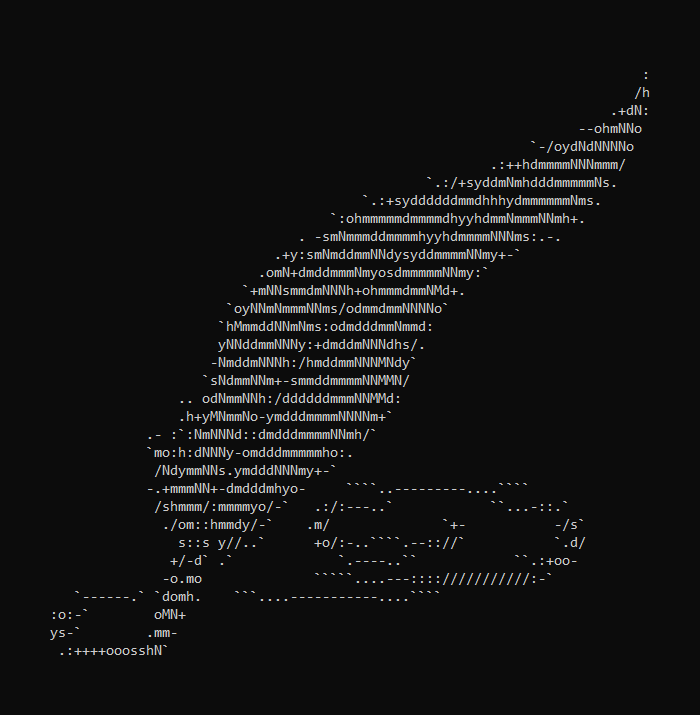 :
                                                                         /h
                                                                      .+dN:
                                                                  --ohmNNo
                                                            `-/oydNdNNNNo
                                                       .:++hdmmmmNNNmmm/
                                               `.:/+syddmNmhdddmmmmmNs.
                                       `.:+syddddddmmdhhhydmmmmmmNms.
                                   `:ohmmmmmdmmmmdhyyhdmmNmmmNNmh+.
                               . -smNmmmddmmmmhyyhdmmmmNNNms:.-.
                            .+y:smNmddmmNNdysyddmmmmNNmy+-`
                          .omN+dmddmmmNmyosdmmmmmNNmy:`
                        `+mNNsmmdmNNNh+ohmmmdmmNMd+.
                      `oyNNmNmmmNNms/odmmdmmNNNNo`
                     `hMmmddNNmNms:odmdddmmNmmd:
                     yNNddmmNNNy:+dmddmNNNdhs/.
                    -NmddmNNNh:/hmddmmNNNMNdy`
                   `sNdmmNNm+-smmddmmmmNNMMN/
                .. odNmmNNh:/ddddddmmmNNMMd:
                .h+yMNmmNo-ymdddmmmmNNNNm+`
            .- :`:NmNNNd::dmdddmmmmNNmh/`
            `mo:h:dNNNy-omdddmmmmmho:.
             /NdymmNNs.ymdddNNNmy+-`
            -.+mmmNN+-dmdddmhyo-     ````..---------....````
             /shmmm/:mmmmyo/-`   .:/:---..`            ``...-::.`
              ./om::hmmdy/-`    .m/              `+-           -/s`
                s::s y//..`      +o/:-..````.--:://`           `.d/
               +/-d` .`             `.----..``            ``.:+oo-
              -o.mo              `````....---:::://///////////:-`
   `------.` `domh.    ```....-----------....````
:o:-`        oMN+
ys-`        .mm-
 .:++++ooosshN`